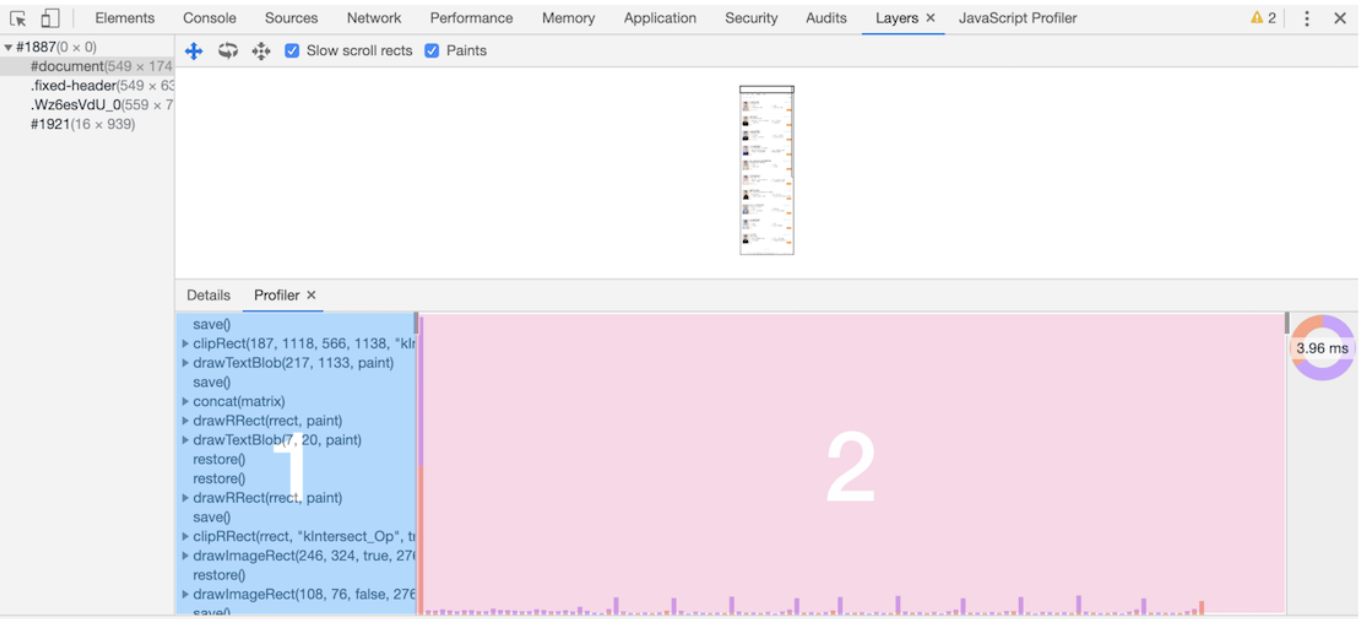 Elements Console Sources Network Performance Memory Application Security Audits Layers × JavaScript Profiler 2
#1887(0 × 0)
#document(549 × 174
.fixed-header(549 × 63
.Wz6esVdU_0(559 × 7
#1921(16 × 939)
Slow scroll rects Paints
Details Profiler ×
save()
clipRect(187, 1118, 566, 1138, "kIn
drawTextBlob(217, 1133, paint)
save()
concat(matrix)
drawRRect(rrect, paint)
drawTextBlob(7, 20, paint)
restore()
restore()
drawRRect(rrect, paint)
save()
clipRRect(rrect, "kIntersect_Op", tr
drawImageRect(246, 324, true, 276
restore()
drawImageRect(108, 76, false, 276
save()
1
2
3.96 ms